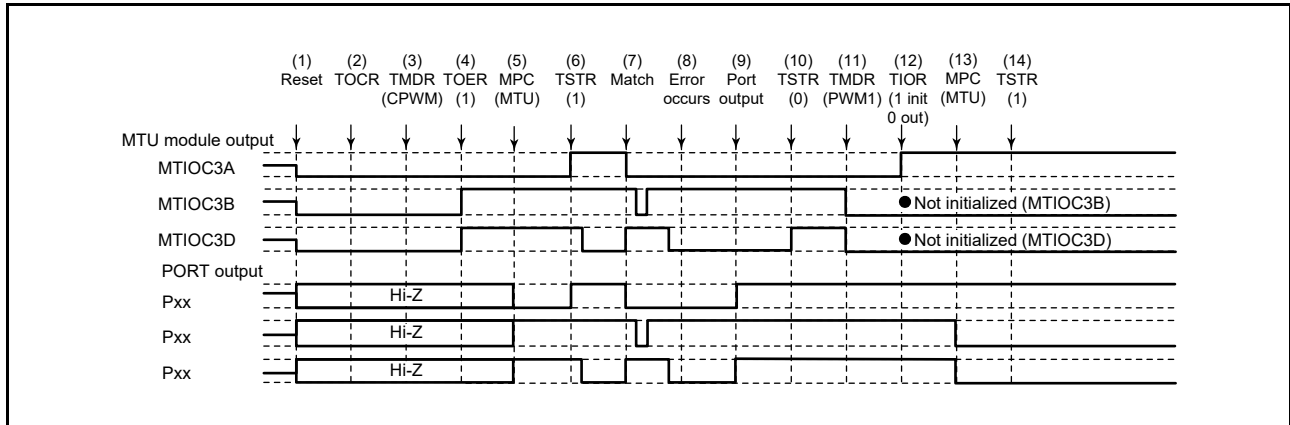 (1) (2) (3) (4) (5) (6) (7) (8) (9) (10) (11) (12) (13) (14)
Reset TOCR TMDR TOER MPC TSTR Match Error Port TSTR TMDR TIOR MPC TSTR
(CPWM) (1) (MTU) (1) occurs output (0) (PWM1) (1 init (MTU) (1)
0 out)
MTU module output
MTIOC3A
MTIOC3B
● Not initialized (MTIOC3B)
MTIOC3D
● Not initialized (MTIOC3D)
PORT output
Pxx
Hi-Z
Pxx
Hi-Z
Pxx
Hi-Z